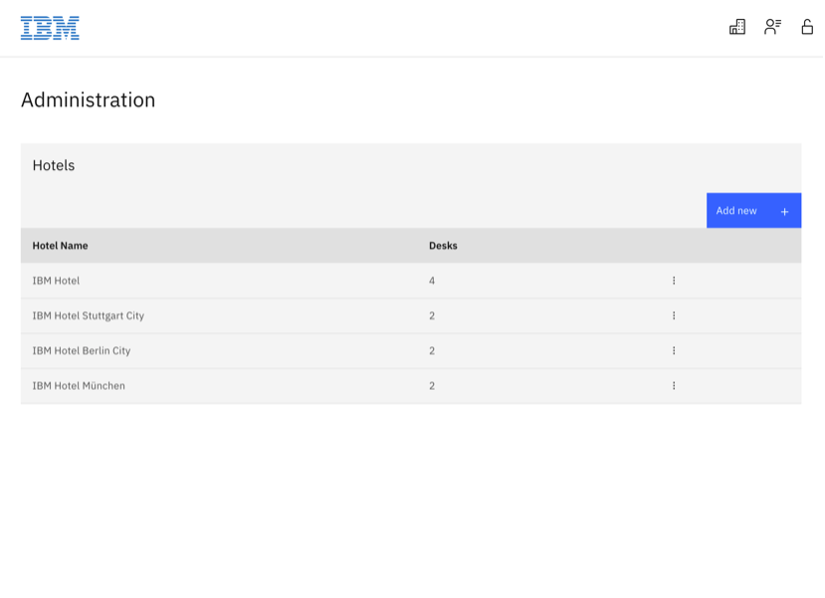 IBM
Administration
Hotels
Add new +
Hotel Name Desks
IBM Hotel 4
IBM Hotel Stuttgart City 2
IBM Hotel Berlin City 2
IBM Hotel München 2